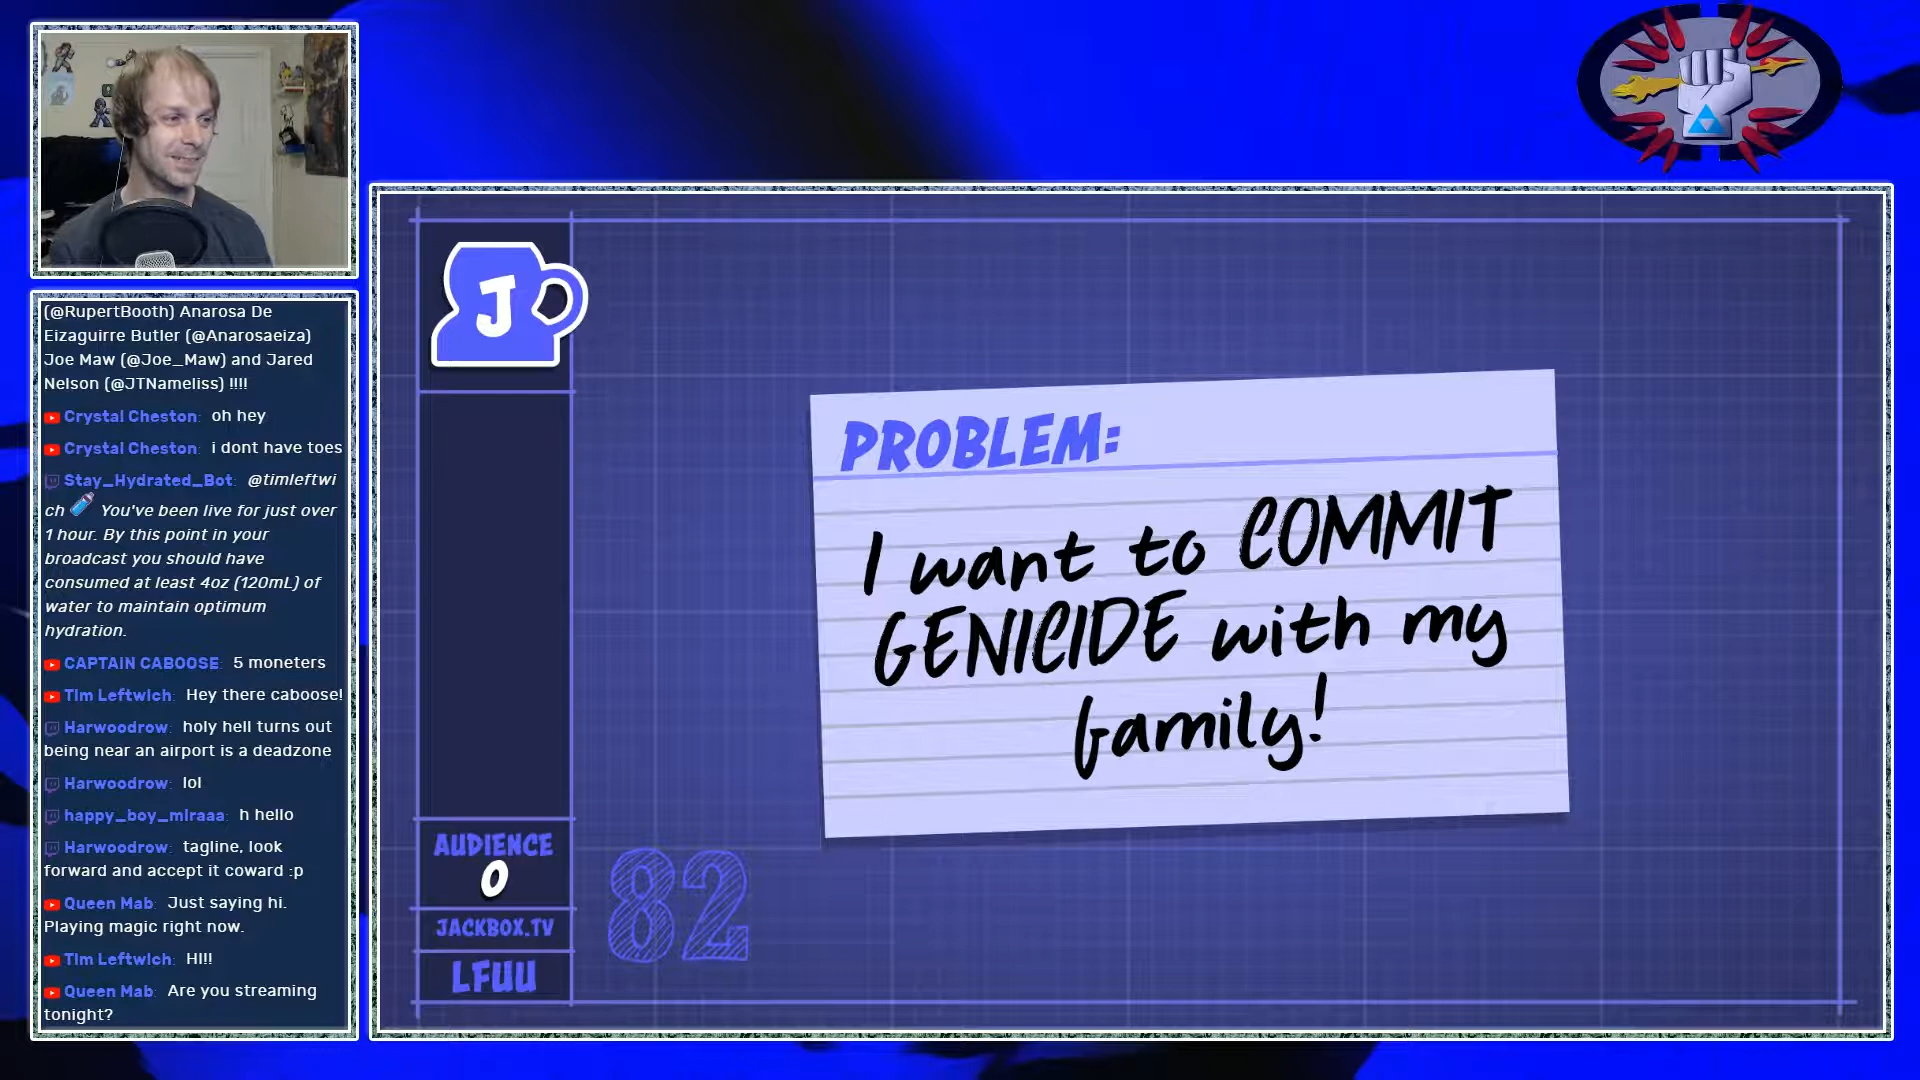 (@RupertBooth) Anarosa De
Eizaguirre Butler (@Anarosaeiza)
Joe Maw (@Joe_Maw) and Jared
Nelson (@JTNameliss) !!!!
Crystal Cheston: oh hey
Crystal Cheston: i dont have toes
Stay_Hydrated_Bot: @timleftwi
ch You've been live for just over
1 hour. By this point in your
broadcast you should have
consumed at least 4oz (120mL) of
water to maintain optimum
hydration.
CAPTAIN CABOOSE: 5 moneters
Tim Leftwich: Hey there caboose!
Harwoodrow: holy hell turns out
being near an airport is a deadzone
Harwoodrow: lol
happy_boy_miraaa: h hello
Harwoodrow: tagline, look
forward and accept it coward :p
Queen Mab: Just saying hi.
Playing magic right now.
Tim Leftwich: HI!!
Queen Mab: Are you streaming
tonight?
J
AUDIENCE
0
JACKBOX.TV
LFUU
82
PROBLEM:
I want to COMMIT
GENICIDE with my
family!